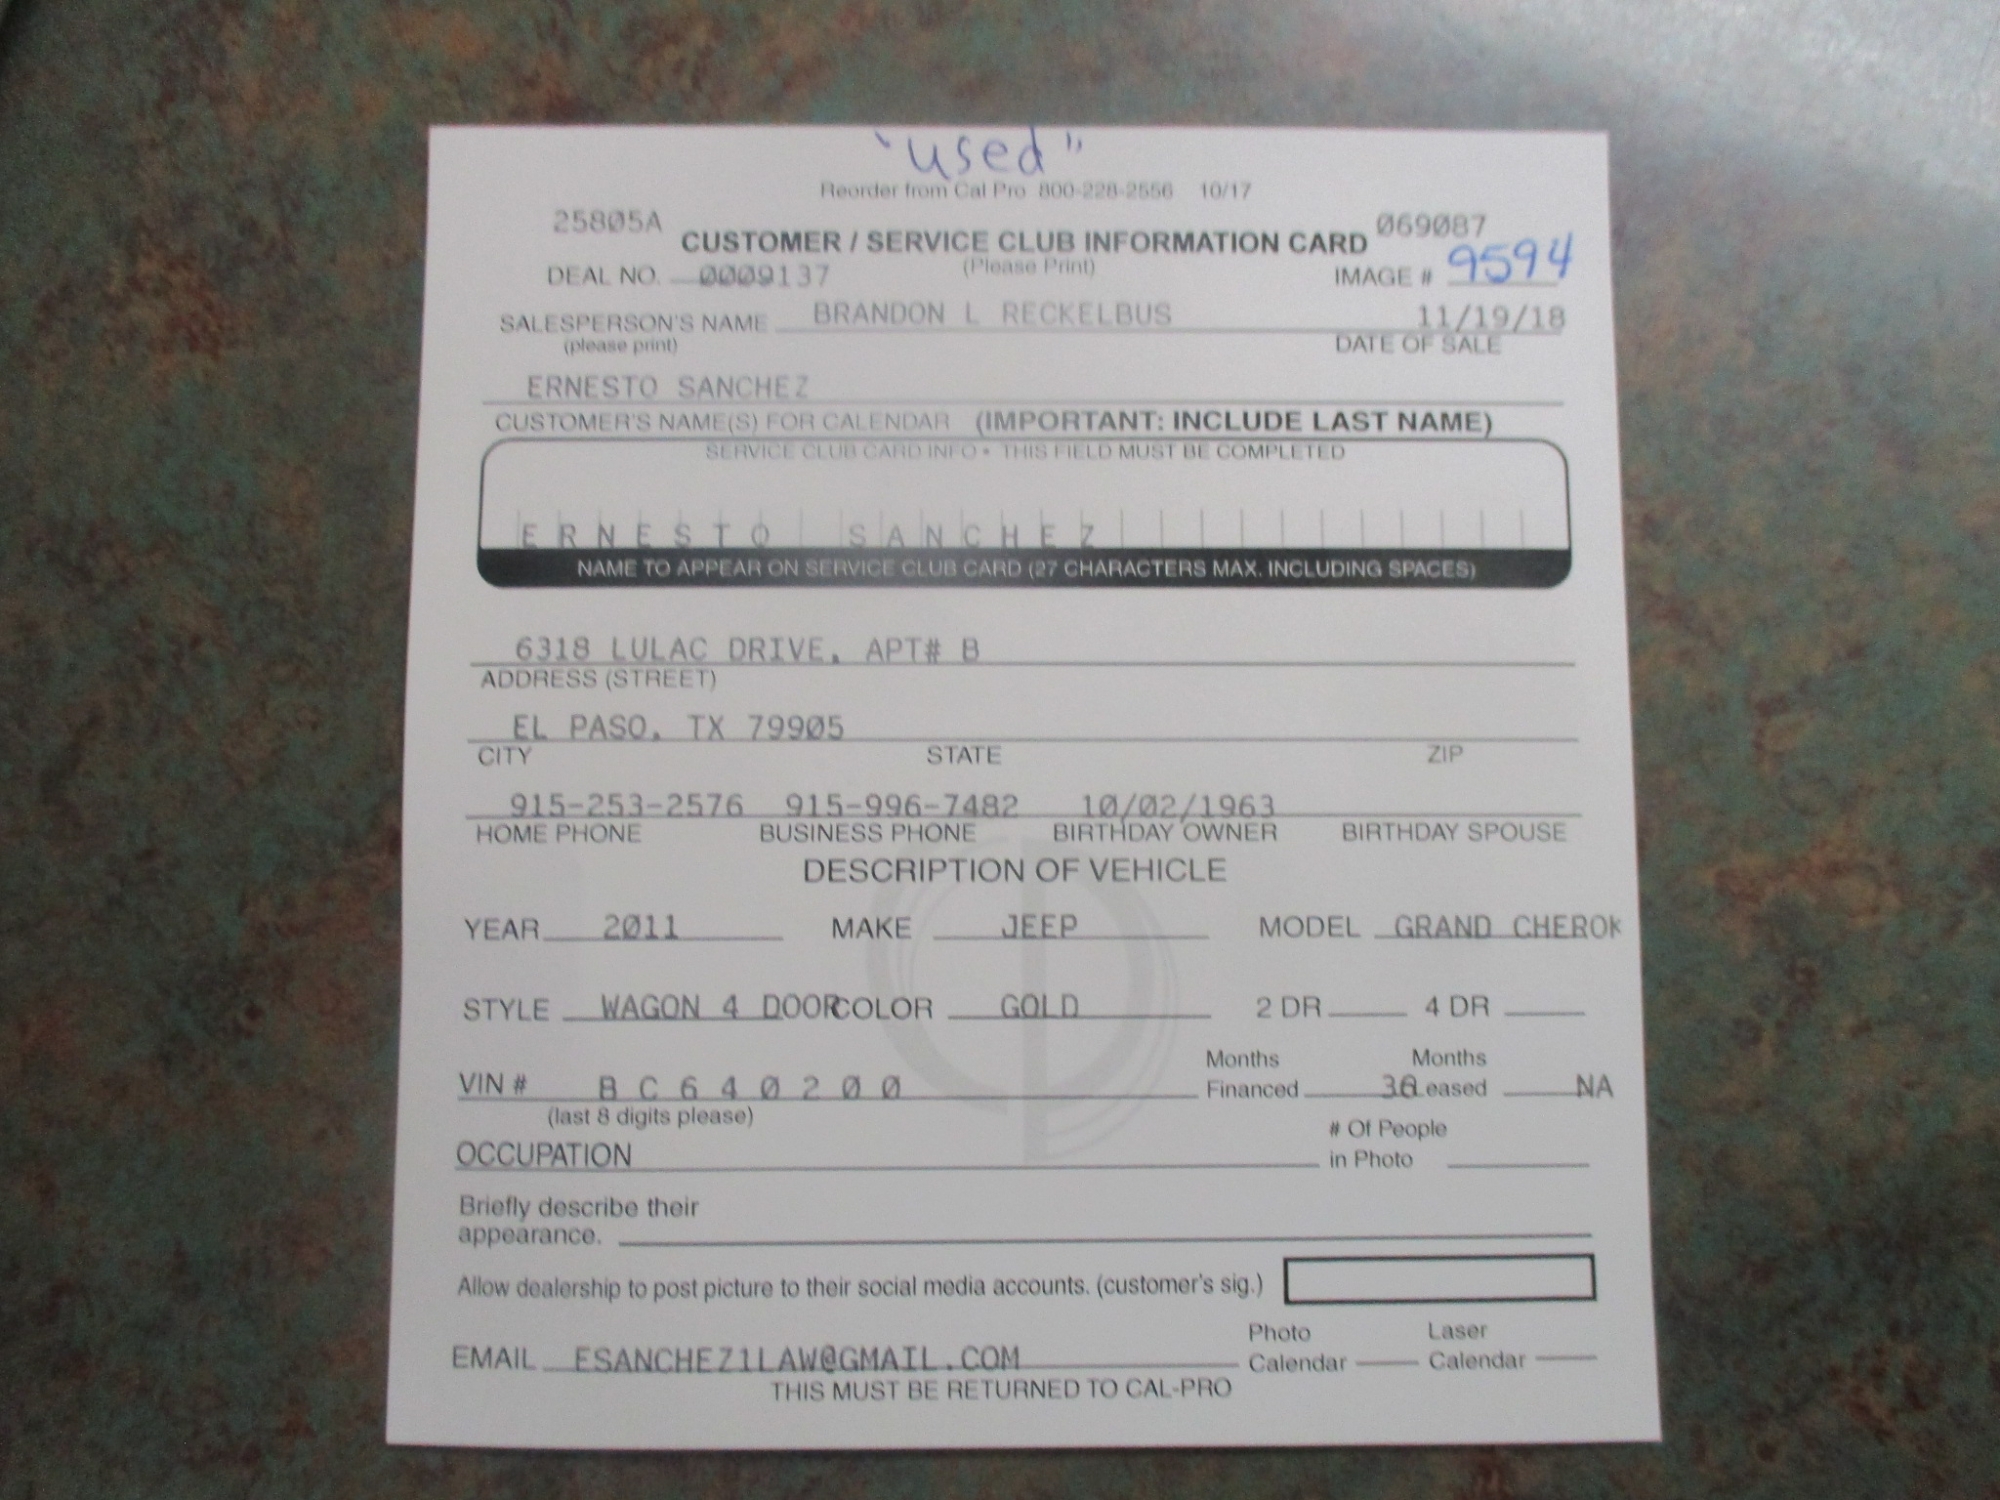 "used"
Reorder from Cal Pro 800-228-2556 10/17
25805A 069087
CUSTOMER / SERVICE CLUB INFORMATION CARD
(Please Print)
DEAL NO. 0009137 IMAGE # 9594
SALESPERSON'S NAME BRANDON L RECKELBUS 11/19/18
(please print) DATE OF SALE
ERNESTO SANCHEZ
CUSTOMER'S NAME(S) FOR CALENDAR (IMPORTANT: INCLUDE LAST NAME)
SERVICE CLUB CARD INFO • THIS FIELD MUST BE COMPLETED
ERNESTO SANCHEZ
NAME TO APPEAR ON SERVICE CLUB CARD (27 CHARACTERS MAX. INCLUDING SPACES)
6318 LULAC DRIVE, APT# B
ADDRESS (STREET)
EL PASO, TX 79905
CITY STATE ZIP
915-253-2576 915-996-7482 10/02/1963
HOME PHONE BUSINESS PHONE BIRTHDAY OWNER BIRTHDAY SPOUSE
DESCRIPTION OF VEHICLE
YEAR 2011 MAKE JEEP MODEL GRAND CHEROK
STYLE WAGON 4 DOOR COLOR GOLD 2 DR 4 DR
Months Months
VIN # BC640200 Financed 36 Leased NA
(last 8 digits please)
# Of People
OCCUPATION in Photo
Briefly describe their
appearance.
Allow dealership to post picture to their social media accounts. (customer's sig.)
Photo Laser
EMAIL ESANCHEZ1LAW@GMAIL.COM Calendar Calendar
THIS MUST BE RETURNED TO CAL-PRO